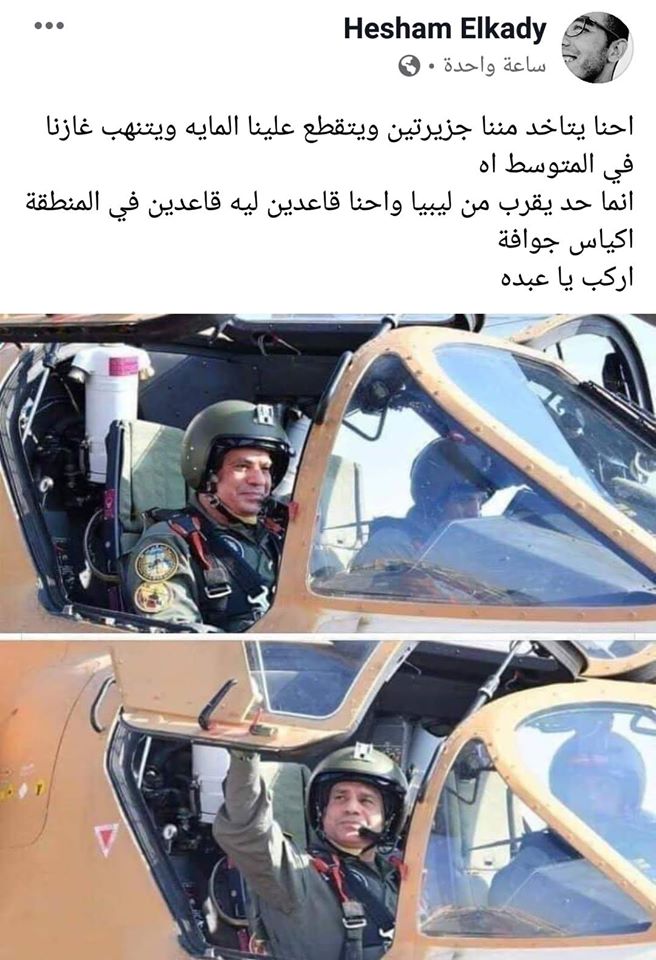 Hesham Elkady
ساعة واحدة
احنا يتاخد مننا جزيرتين ويتقطع علينا المايه ويتنهب غازنا
في المتوسط اه
انما حد يقرب من ليبيا واحنا قاعدين ليه قاعدين في المنطقة
اكياس جوافة
اركب يا عبده